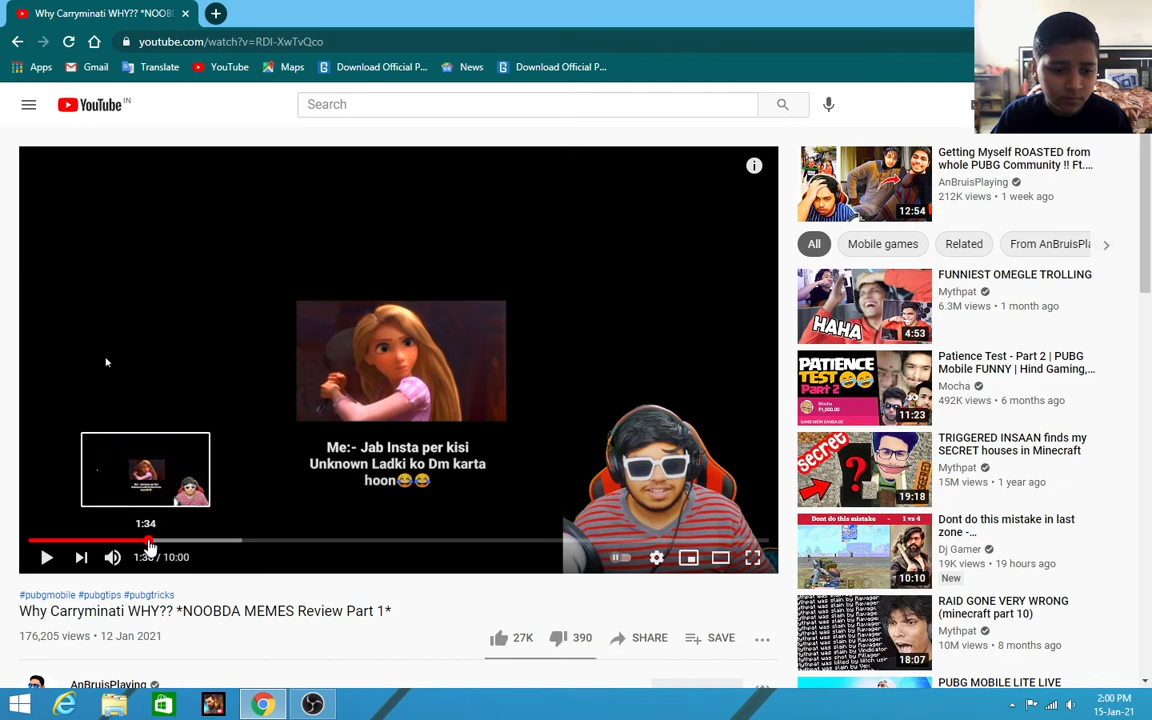 Why Carryminati WHY?? *NOOB
youtube.com/watch?v=RDI-XwTvQco
Apps
Gmail
Translate
YouTube
Maps
Download Official P...
News
Download Official P...
YouTube IN
Search
Me:- Jab Insta per kisi
Unknown Ladki ko Dm karta
hoon😂😂
1:34
10:00
#pubgmobile #pubgtips #pubgtricks
Why Carryminati WHY?? *NOOBDA MEMES Review Part 1*
176,205 views • 12 Jan 2021
27K
390
SHARE
SAVE
AnBruisPlaying
Getting Myself ROASTED from
whole PUBG Community !! Ft....
AnBruisPlaying
212K views • 1 week ago
12:54
All
Mobile games
Related
From AnBruisPla
FUNNIEST OMEGLE TROLLING
Mythpat
6.3M views • 1 month ago
HAHA
4:53
Patience Test - Part 2 | PUBG
Mobile FUNNY | Hind Gaming,...
Mocha
492K views • 6 months ago
PATIENCE
TEST
Part 2
Mocha
₹1,000.00
11:23
TRIGGERED INSAAN finds my
SECRET houses in Minecraft
Mythpat
15M views • 1 year ago
secret
?
19:18
Dont do this mistake in last
zone -...
Dj Gamer
19K views • 19 hours ago
New
Dont do this mistake
1 vs 4
10:10
RAID GONE VERY WRONG
(minecraft part 10)
Mythpat
10M views • 8 months ago
18:07
PUBG MOBILE LITE LIVE
2:00 PM
15-Jan-21